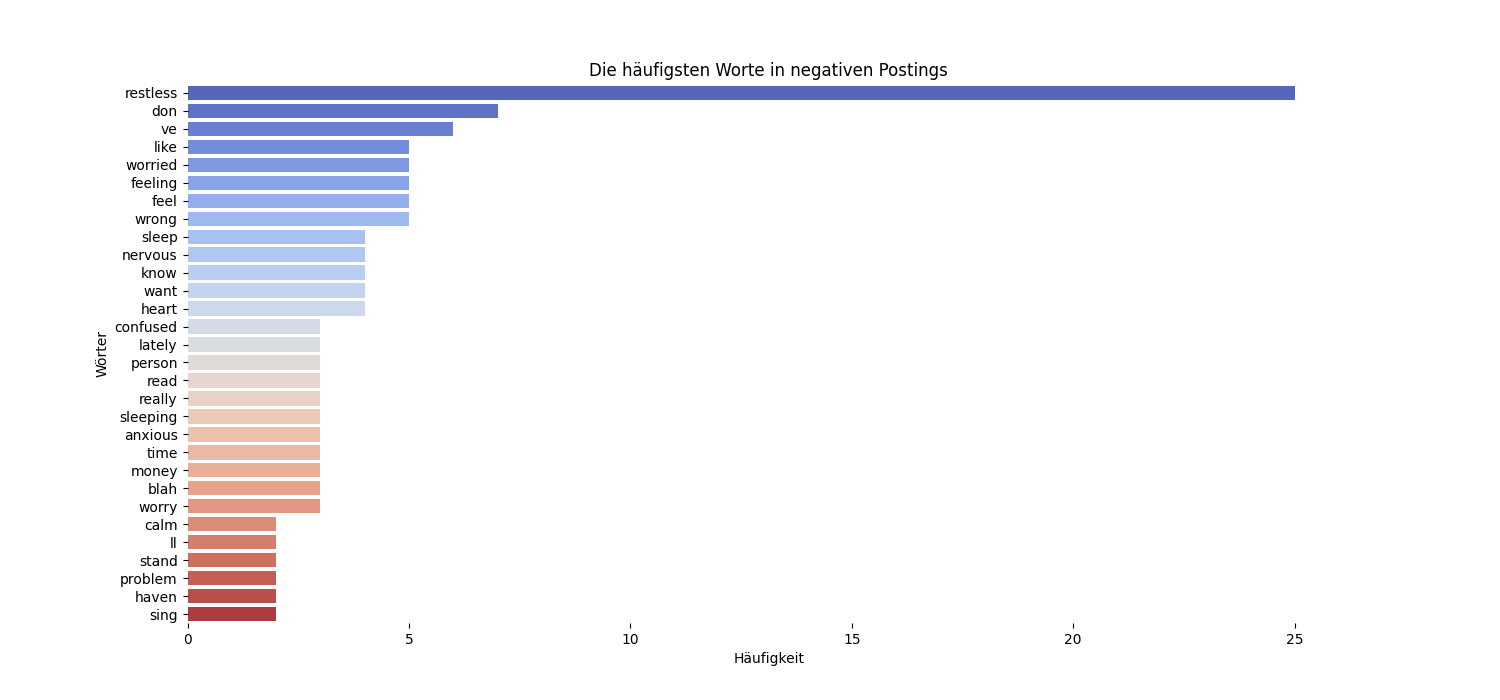 Die häufigsten Worte in negativen Postings
restless
don
ve
like
worried
feeling
feel
wrong
sleep
nervous
know
want
heart
confused
lately
person
read
really
sleeping
anxious
time
money
blah
worry
calm
ll
stand
problem
haven
sing
Wörter
0 5 10 15 20 25
Häufigkeit